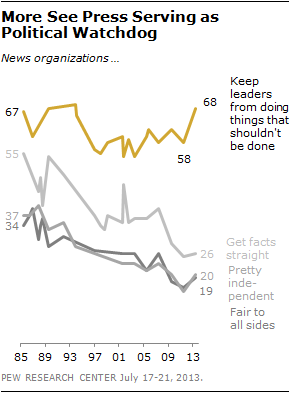 More See Press Serving as
Political Watchdog
News organizations ...
Keep
leaders
from doing
things that
shouldn't
be done
67
68
58
55
37
34
Get facts
straight
26
Pretty
inde-
pendent
20
19
Fair to
all sides
85 89 93 97 01 05 09 13
PEW RESEARCH CENTER July 17-21, 2013.